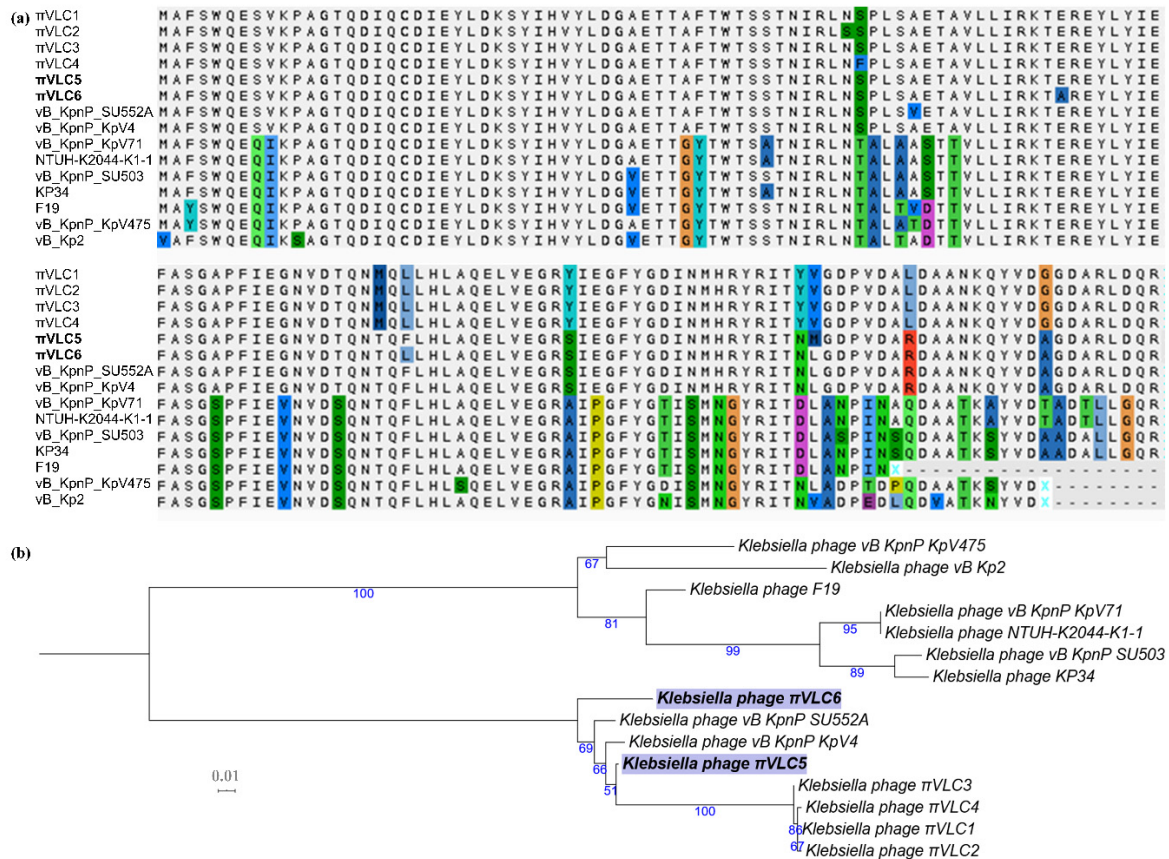 (a)
πVLC1 MAFSWQESVKPAGTQDIQCDIEYLDKSYIHVYLDGAETTAFTWTSSTNIRLNSPLSAETAVLLIRKTEREYLYIE
πVLC2 MAFSWQESVKPAGTQDIQCDIEYLDKSYIHVYLDGAETTAFTWTSSTNIRLSSPLSAETAVLLIRKTEREYLYIE
πVLC3 MAFSWQESVKPAGTQDIQCDIEYLDKSYIHVYLDGAETTAFTWTSSTNIRLNSPLSAETAVLLIRKTEREYLYIE
πVLC4 MAFSWQESVKPAGTQDIQCDIEYLDKSYIHVYLDGAETTAFTWTSSTNIRLNFPLSAETAVLLIRKTEREYLYIE
πVLC5 MAFSWQESVKPAGTQDIQCDIEYLDKSYIHVYLDGAETTAFTWTSSTNIRLNSPLSAETAVLLIRKTEREYLYIE
πVLC6 MAFSWQESVKPAGTQDIQCDIEYLDKSYIHVYLDGAETTAFTWTSSTNIRLNSPLSAETAVLLIRKTAREYLYIE
vB_KpnP_SU552A MAFSWQESVKPAGTQDIQCDIEYLDKSYIHVYLDGAETTAFTWTSSTNIRLNSPLSVETAVLLIRKTEREYLYIE
vB_KpnP_KpV4 MAFSWQESVKPAGTQDIQCDIEYLDKSYIHVYLDGAETTAFTWTSSTNIRLNSPLSAETAVLLIRKTEREYLYIE
vB_KpnP_KpV71 MAFSWQEQIKPAGTQDIQCDIEYLDKSYIHVYLDGAETTGYTWTSATNIRLNTALAASTTVLLIRKTEREYLYIE
NTUH-K2044-K1-1 MAFSWQEQIKPAGTQDIQCDIEYLDKSYIHVYLDGAETTGYTWTSATNIRLNTALAASTTVLLIRKTEREYLYIE
vB_KpnP_SU503 MAFSWQEQIKPAGTQDIQCDIEYLDKSYIHVYLDGVETTGYTWTSSTNIRLNTALAASTTVLLIRKTEREYLYIE
KP34 MAFSWQEQIKPAGTQDIQCDIEYLDKSYIHVYLDGVETTGYTWTSATNIRLNTALAASTTVLLIRKTEREYLYIE
F19 MAYSWQEQIKPAGTQDIQCDIEYLDKSYIHVYLDGVETTGYTWTSSTNIRLNTALTVDTTVLLIRKTEREYLYIE
vB_KpnP_KpV475 MAYSWQEQIKPAGTQDIQCDIEYLDKSYIHVYLDGAETTGYTWTSSTNIRLNTALATDTTVLLIRKTEREYLYIE
vB_Kp2 VAFSWQEQIKSAGTQDIQCDIEYLDKSYIHVYLDGVETTGYTWTSSTNIRLNTALTADTTVLLIRKTEREYLYIE
πVLC1 FASGAPFIEGNVDTQNMQLLHLAQELVEGRYIEGFYGDINMHRYRITYVGDPVDALDAANKQYVDGGDARLDQR
πVLC2 FASGAPFIEGNVDTQNMQLLHLAQELVEGRYIEGFYGDINMHRYRITYVGDPVDALDAANKQYVDGGDARLDQR
πVLC3 FASGAPFIEGNVDTQNMQLLHLAQELVEGRYIEGFYGDINMHRYRITYVGDPVDALDAANKQYVDGGDARLDQR
πVLC4 FASGAPFIEGNVDTQNMQLLHLAQELVEGRYIEGFYGDINMHRYRITYVGDPVDALDAANKQYVDGGDARLDQR
πVLC5 FASGAPFIEGNVDTQNTQFLHLAQELVEGRSIEGFYGDINMHRYRITNMGDPVDARDAANKQYVDAGDARLDQR
πVLC6 FASGAPFIEGNVDTQNTQLLHLAQELVEGRSIEGFYGDINMHRYRITNLGDPVDARDAANKQYVDAGDARLDQR
vB_KpnP_SU552A FASGAPFIEGNVDTQNTQFLHLAQELVEGRSIEGFYGDINMHRYRITNLGDPVDARDAANKQYVDAGDARLDQR
vB_KpnP_KpV4 FASGAPFIEGNVDTQNTQFLHLAQELVEGRSIEGFYGDINMHRYRITNLGDPVDARDAANKQYVDAGDARLDQR
vB_KpnP_KpV71 FASGSPFIEVNVDSQNTQFLHLAQELVEGRAIPGFYGTISMNGYRITDLANPINAQDAATKAYVDTADTLLGQR
NTUH-K2044-K1-1 FASGSPFIEVNVDSQNTQFLHLAQELVEGRAIPGFYGTISMNGYRITDLANPINAQDAATKAYVDTADTLLGQR
vB_KpnP_SU503 FASGSPFIEVNVDSQNTQFLHLAQELVEGRAIPGFYGTISMNGYRITDLASPINSQDAATKSYVDAADALLGQR
KP34 FASGSPFIEVNVDSQNTQFLHLAQELVEGRAIPGFYGTISMNGYRITDLANPINSQDAATKSYVDAADALLGQR
F19 FASGSPFIEVNVDSQNTQFLHLAQELVEGRAIPGFYGTISMNGYRITDLANPINX-------------------
vB_KpnP_KpV475 FASGSPFIEVNVDSQNTQFLHLSQELVEGRAIPGFYGTISMNGYRITNLADPTDPQDAATKSYVDX--------
vB_Kp2 FASGSPFIEVNVDSQNTQFLHLAQELVEGRAIPGFYGNISMNGYRITNVADPEDLQDVATKNYVDX--------
(b)
Klebsiella phage vB KpnP KpV475
67
Klebsiella phage vB Kp2
100
Klebsiella phage F19
81
Klebsiella phage vB KpnP KpV71
95
Klebsiella phage NTUH-K2044-K1-1
99
Klebsiella phage vB KpnP SU503
89
Klebsiella phage KP34
Klebsiella phage πVLC6
Klebsiella phage vB KpnP SU552A
69
Klebsiella phage vB KpnP KpV4
66
Klebsiella phage πVLC5
0.01
51
Klebsiella phage πVLC3
100
Klebsiella phage πVLC4
86
Klebsiella phage πVLC1
67
Klebsiella phage πVLC2